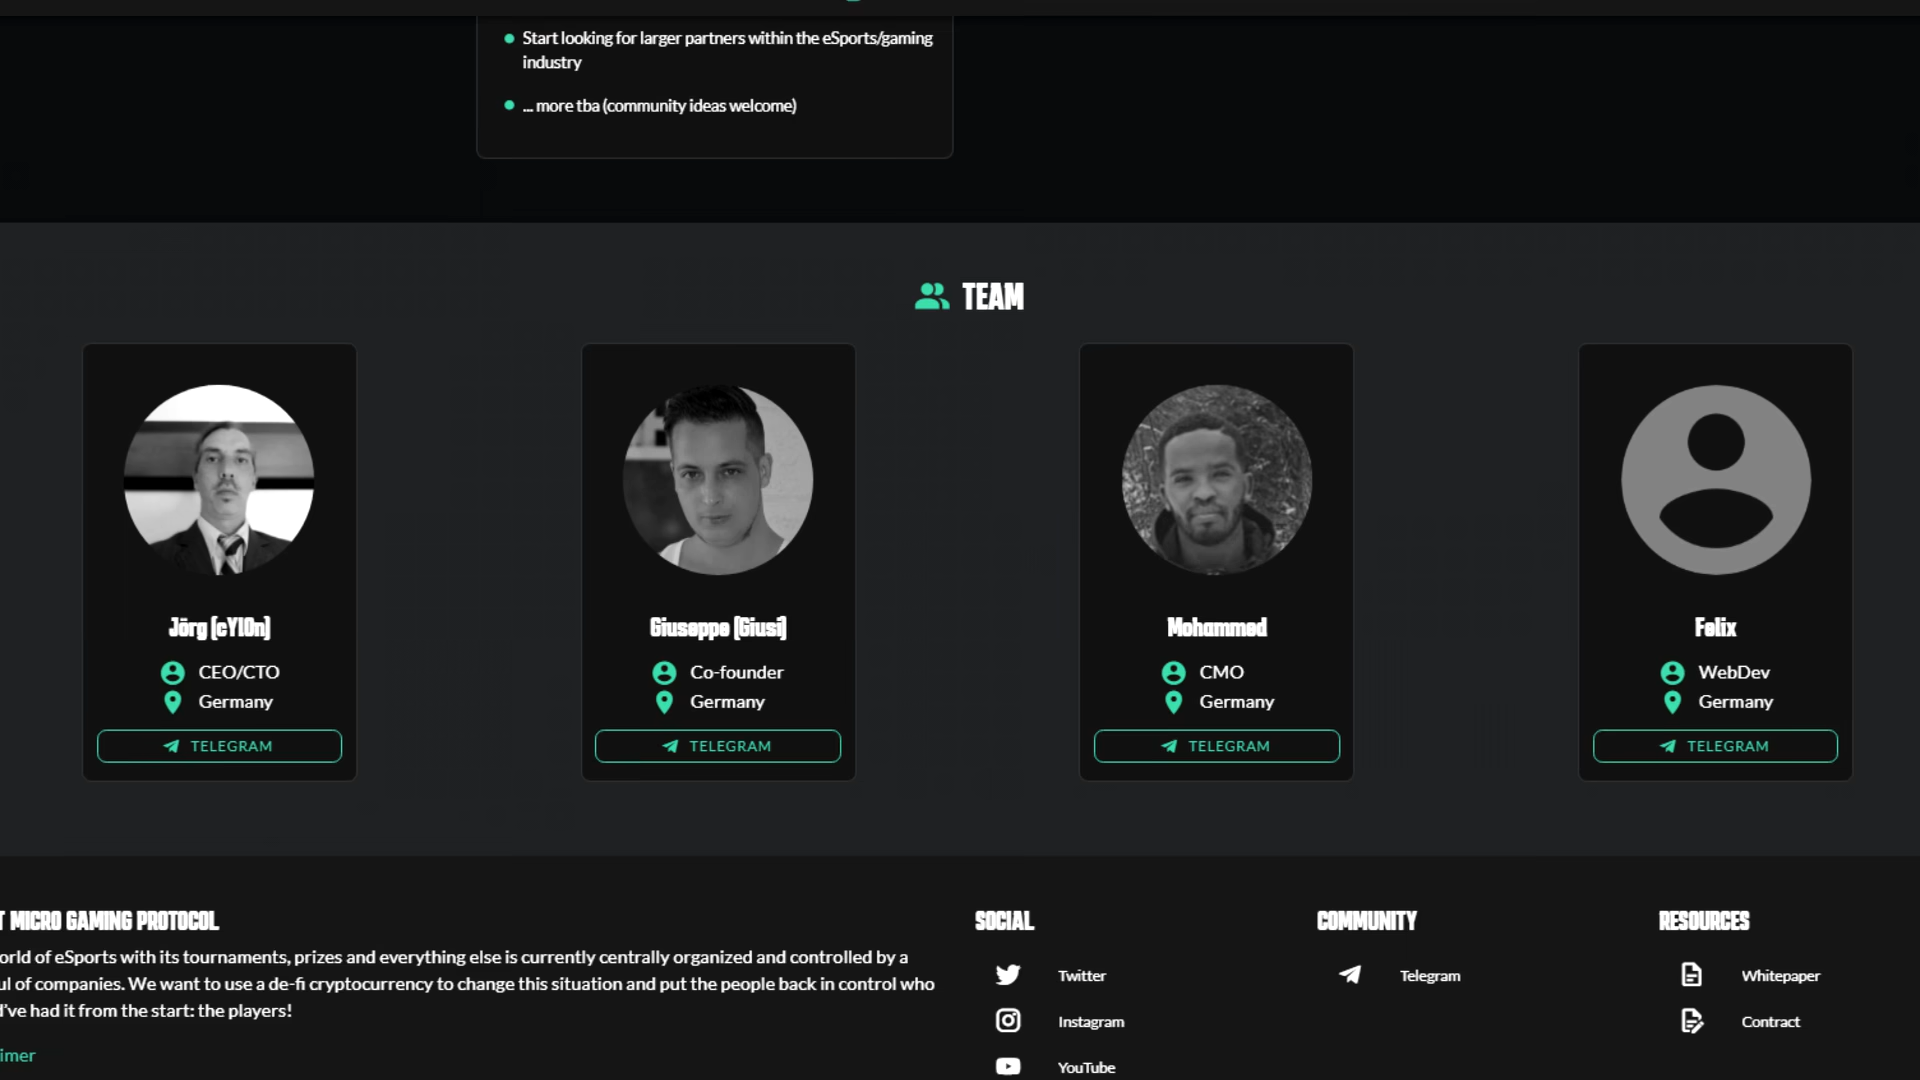 Start looking for larger partners within the eSports/gaming
industry
... more tba (community ideas welcome)
TEAM
Jörg (cYl0n)
CEO/CTO
Germany
TELEGRAM
Giuseppe (Giusi)
Co-founder
Germany
TELEGRAM
Mohammed
CMO
Germany
TELEGRAM
Felix
WebDev
Germany
TELEGRAM
T MICRO GAMING PROTOCOL
orld of eSports with its tournaments, prizes and everything else is currently centrally organized and controlled by a
ul of companies. We want to use a de-fi cryptocurrency to change this situation and put the people back in control who
d've had it from the start: the players!
imer
SOCIAL
Twitter
Instagram
YouTube
COMMUNITY
Telegram
RESOURCES
Whitepaper
Contract